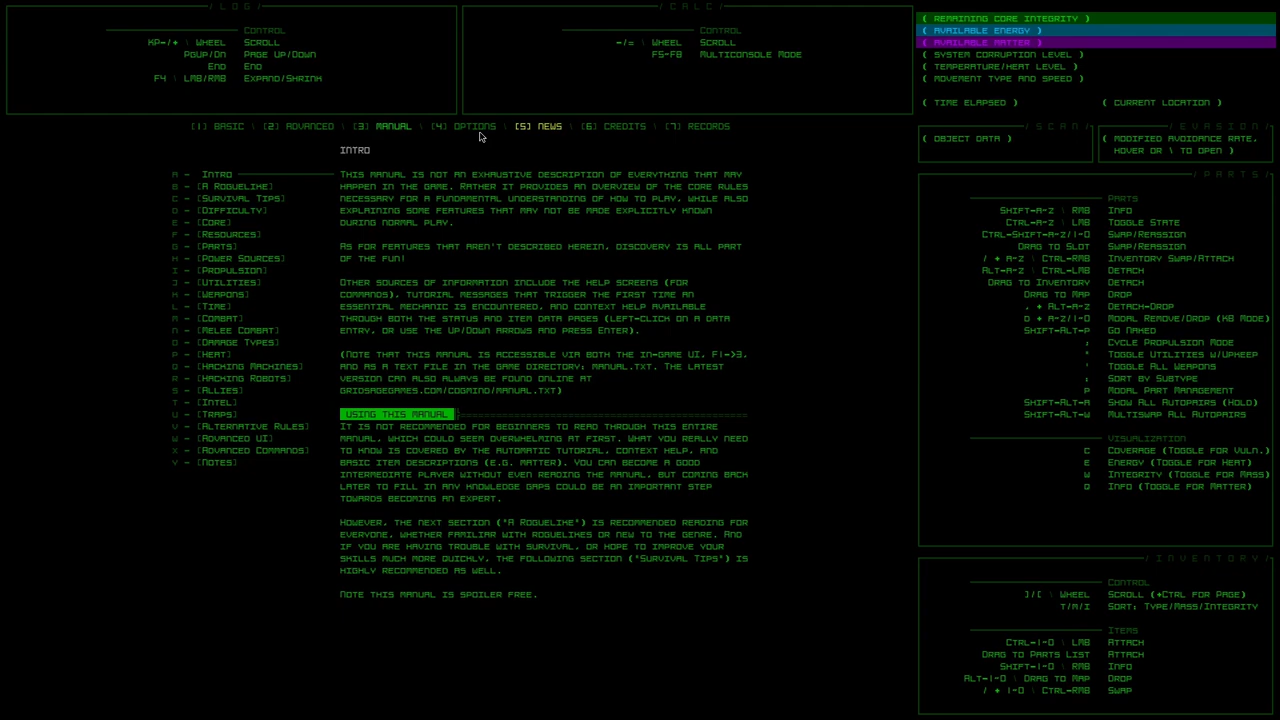 / L O G /
Control
KP-/+ \ Wheel Scroll
PgUp/Dn Page Up/Down
End End
F4 \ LMB/RMB Expand/Shrink
/ C A L C /
Control
-/= \ Wheel Scroll
F5-F8 Multiconsole Mode
( Remaining Core Integrity )
( Available Energy )
( Available Matter )
( System Corruption Level )
( Temperature/Heat Level )
( Movement Type and Speed )
( Time Elapsed ) ( Current Location )
[1] Basic \ [2] Advanced \ [3] Manual \ [4] Options \ [5] News \ [6] Credits \ [7] Records
/ S C A N /
( Object Data )
/ E V A S I O N /
( Modified Avoidance Rate,
Hover or \ to Open )
INTRO
A - Intro
B - [A Roguelike]
C - [Survival Tips]
D - [Difficulty]
E - [Core]
F - [Resources]
G - [Parts]
H - [Power Sources]
I - [Propulsion]
J - [Utilities]
K - [Weapons]
L - [Time]
M - [Combat]
N - [Melee Combat]
O - [Damage Types]
P - [Heat]
Q - [Hacking Machines]
R - [Hacking Robots]
S - [Allies]
T - [Intel]
U - [Traps]
V - [Alternative Rules]
W - [Advanced UI]
X - [Advanced Commands]
Y - [Notes]
This manual is not an exhaustive description of everything that may
happen in the game. Rather it provides an overview of the core rules
necessary for a fundamental understanding of how to play, while also
explaining some features that may not be made explicitly known
during normal play.
As for features that aren't described herein, discovery is all part
of the fun!
Other sources of information include the help screens (for
commands), tutorial messages that trigger the first time an
essential mechanic is encountered, and context help available
through both the status and item data pages (left-click on a data
entry, or use the Up/Down arrows and press Enter).
(Note that this manual is accessible via both the in-game UI, F1->3,
and as a text file in the game directory: manual.txt. The latest
version can also always be found online at
gridsagegames.com/cogmind/manual.txt)
USING THIS MANUAL
It is not recommended for beginners to read through this entire
manual, which could seem overwhelming at first. What you really need
to know is covered by the automatic tutorial, context help, and
basic item descriptions (e.g. matter). You can become a good
intermediate player without even reading the manual, but coming back
later to fill in any knowledge gaps could be an important step
towards becoming an expert.
However, the next section ("A Roguelike") is recommended reading for
everyone, whether familiar with roguelikes or new to the genre. And
if you are having trouble with survival, or hope to improve your
skills much more quickly, the following section ("Survival Tips") is
highly recommended as well.
Note this manual is spoiler free.
/ P A R T S /
Parts
Shift-A-Z \ RMB Info
Ctrl-A-Z \ LMB Toggle State
Ctrl-Shift-A-Z/1-0 Swap/Reassign
Drag to Slot Swap/Reassign
/ + A-Z \ Ctrl-RMB Inventory Swap/Attach
Alt-A-Z \ Ctrl-LMB Detach
Drag to Inventory Detach
Drag to Map Drop
, + Alt-A-Z Detach+Drop
O + A-Z/1-0 Modal Remove/Drop (KB Mode)
Shift-Alt-P Go Naked
; Cycle Propulsion Mode
" Toggle Utilities w/Upkeep
' Toggle All Weapons
: Sort by Subtype
P Modal Part Management
Shift-Alt-A Show All Autopairs (Hold)
Shift-Alt-W Multiswap All Autopairs
Visualization
C Coverage (Toggle for Vuln.)
E Energy (Toggle for Heat)
W Integrity (Toggle for Mass)
Q Info (Toggle for Matter)
/ I N V E N T O R Y /
Control
]/[ \ Wheel Scroll (+Ctrl for Page)
T/M/I Sort: Type/Mass/Integrity
Items
Ctrl-1-0 \ LMB Attach
Drag to Parts List Attach
Shift-1-0 \ RMB Info
Alt-1-0 \ Drag to Map Drop
/ + 1-0 \ Ctrl-RMB Swap